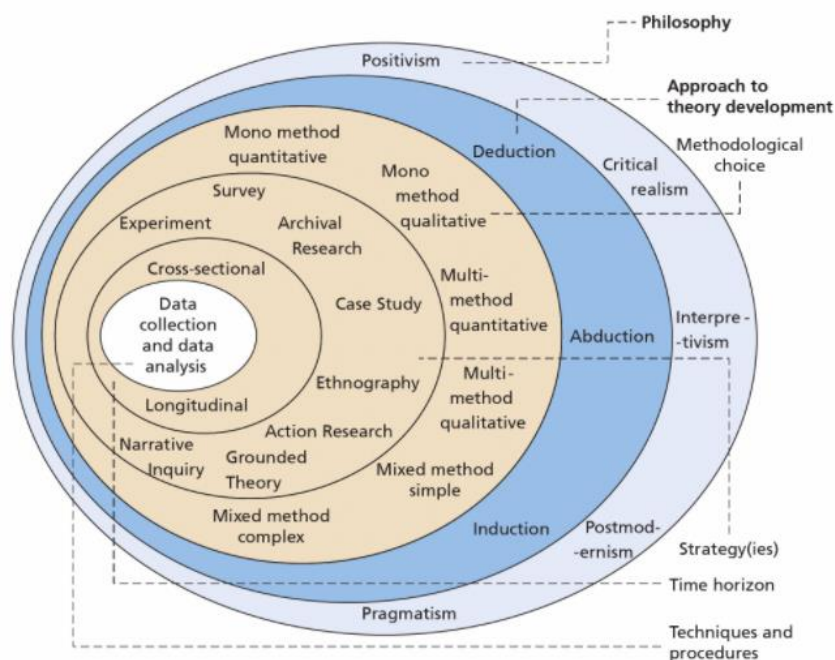 Philosophy
Positivism
Approach to
theory development
Mono method
quantitative
Deduction
Methodological
choice
Critical
realism
Mono
method
qualitative
Survey
Experiment
Archival
Research
Cross-sectional
Multi-
method
quantitative
Case Study
Data
collection
and data
analysis
Abduction
Interpre-
-tivism
Ethnography
Multi-
method
qualitative
Longitudinal
Action Research
Narrative
Inquiry
Grounded
Theory
Mixed method
simple
Mixed method
complex
Induction
Postmod-
-ernism
Strategy(ies)
Time horizon
Pragmatism
Techniques and
procedures